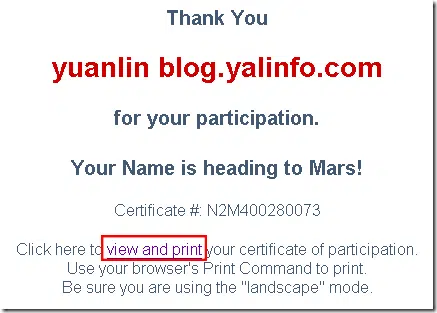 Thank You
yuanlin blog.yalinfo.com
for your participation.
Your Name is heading to Mars!
Certificate #: N2M400280073
Click here to view and print your certificate of participation.
Use your browser's Print Command to print.
Be sure you are using the "landscape" mode.